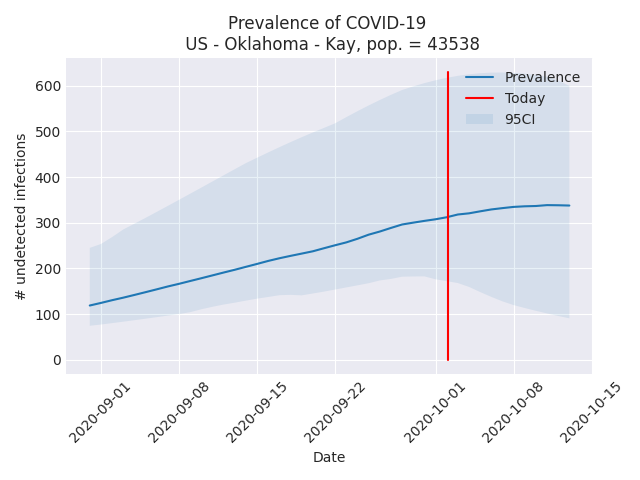 Prevalence of COVID-19
US - Oklahoma - Kay, pop. = 43538
600
500
400
300
200
100
0
# undetected infections
Prevalence
Today
95CI
2020-09-01
2020-09-08
2020-09-15
2020-09-22
2020-10-01
2020-10-08
2020-10-15
Date